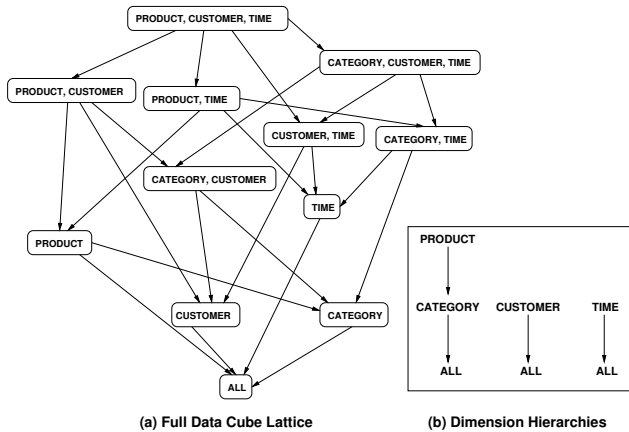 PRODUCT, CUSTOMER, TIME
CATEGORY, CUSTOMER, TIME
PRODUCT, CUSTOMER
PRODUCT, TIME
CUSTOMER, TIME
CATEGORY, TIME
CATEGORY, CUSTOMER
TIME
PRODUCT
CUSTOMER
CATEGORY
ALL
(a) Full Data Cube Lattice
PRODUCT
CATEGORY CUSTOMER TIME
ALL ALL ALL
(b) Dimension Hierarchies